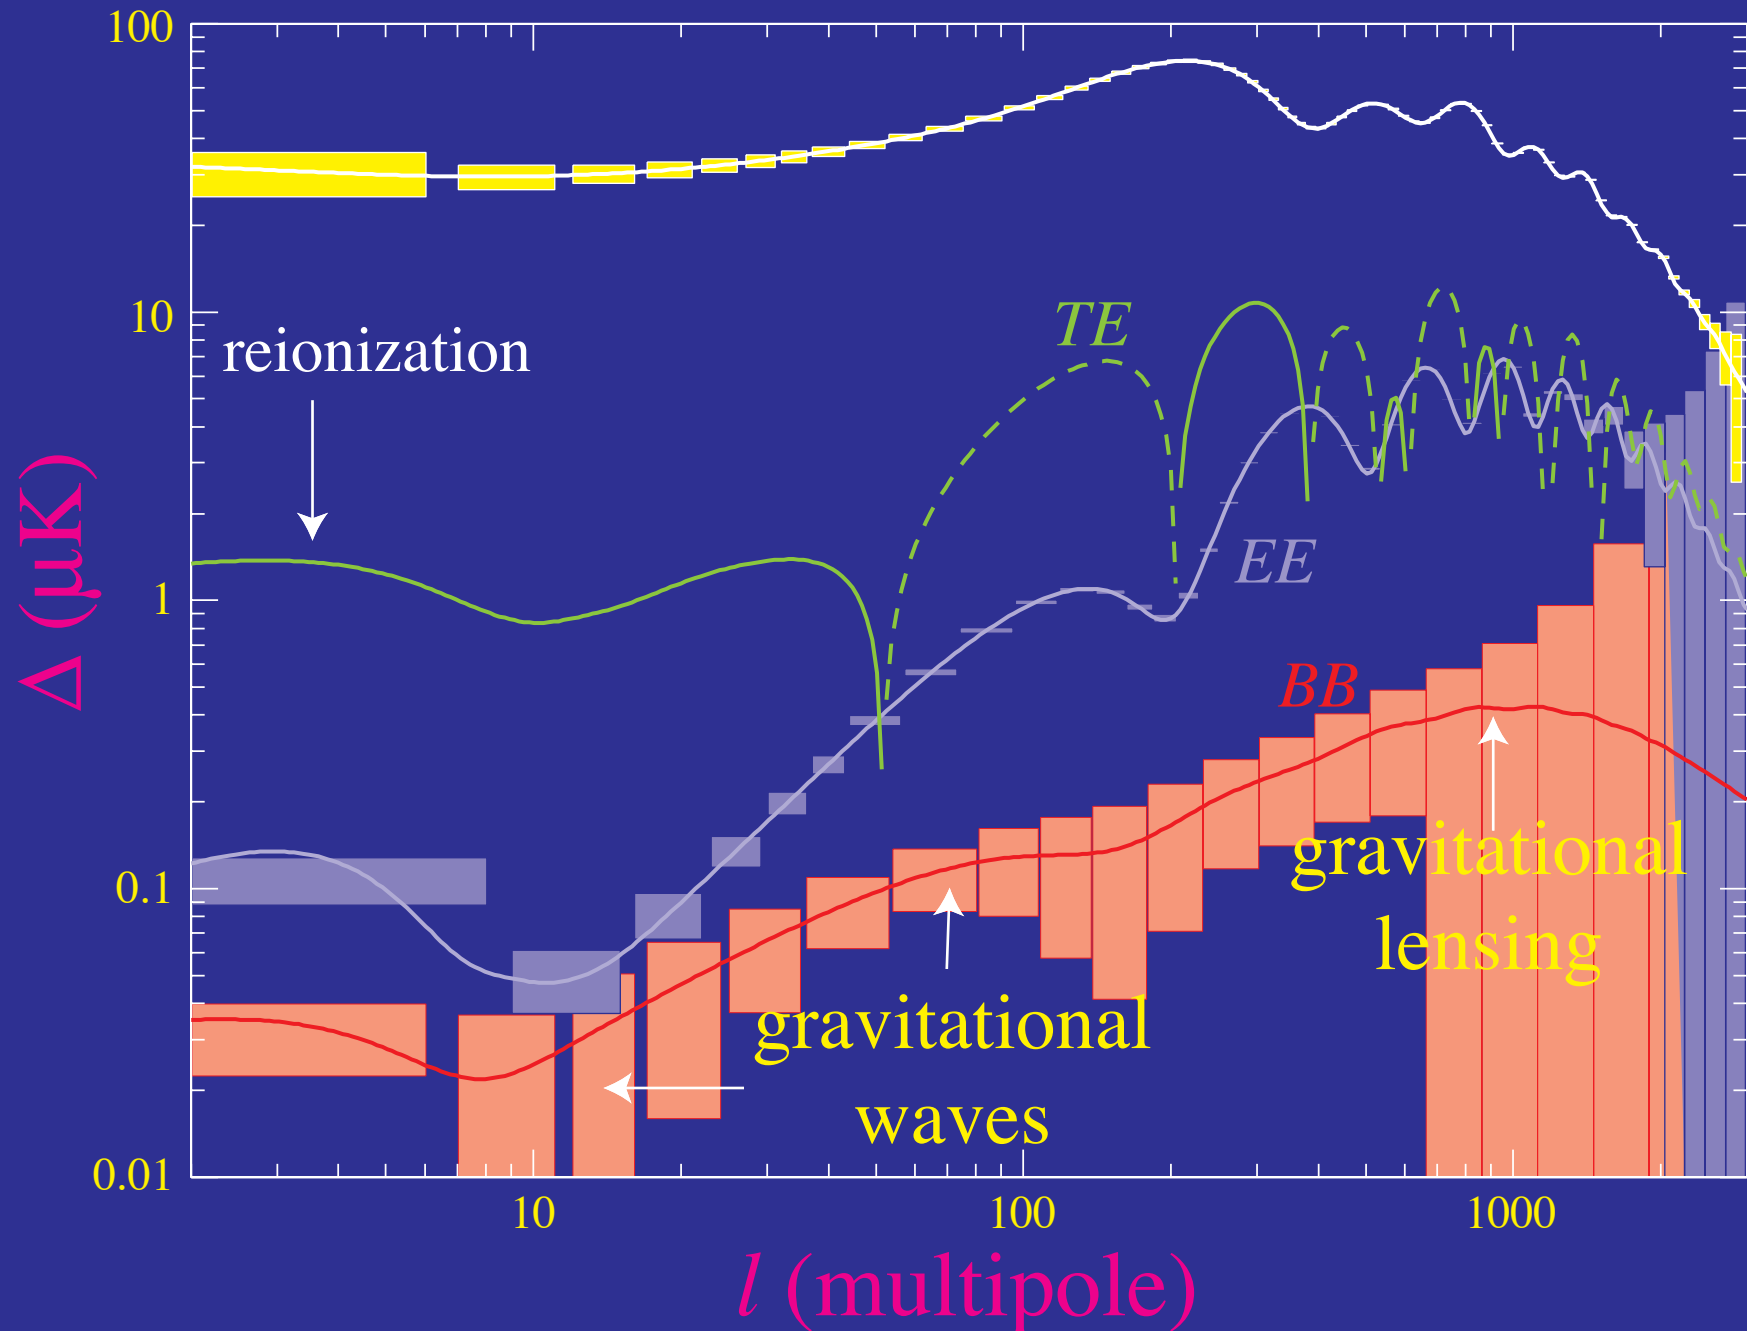 100
10
1
0.1
0.01
Δ (μK)
reionization
TE
EE
BB
gravitational
lensing
gravitational
waves
10
100
1000
l (multipole)